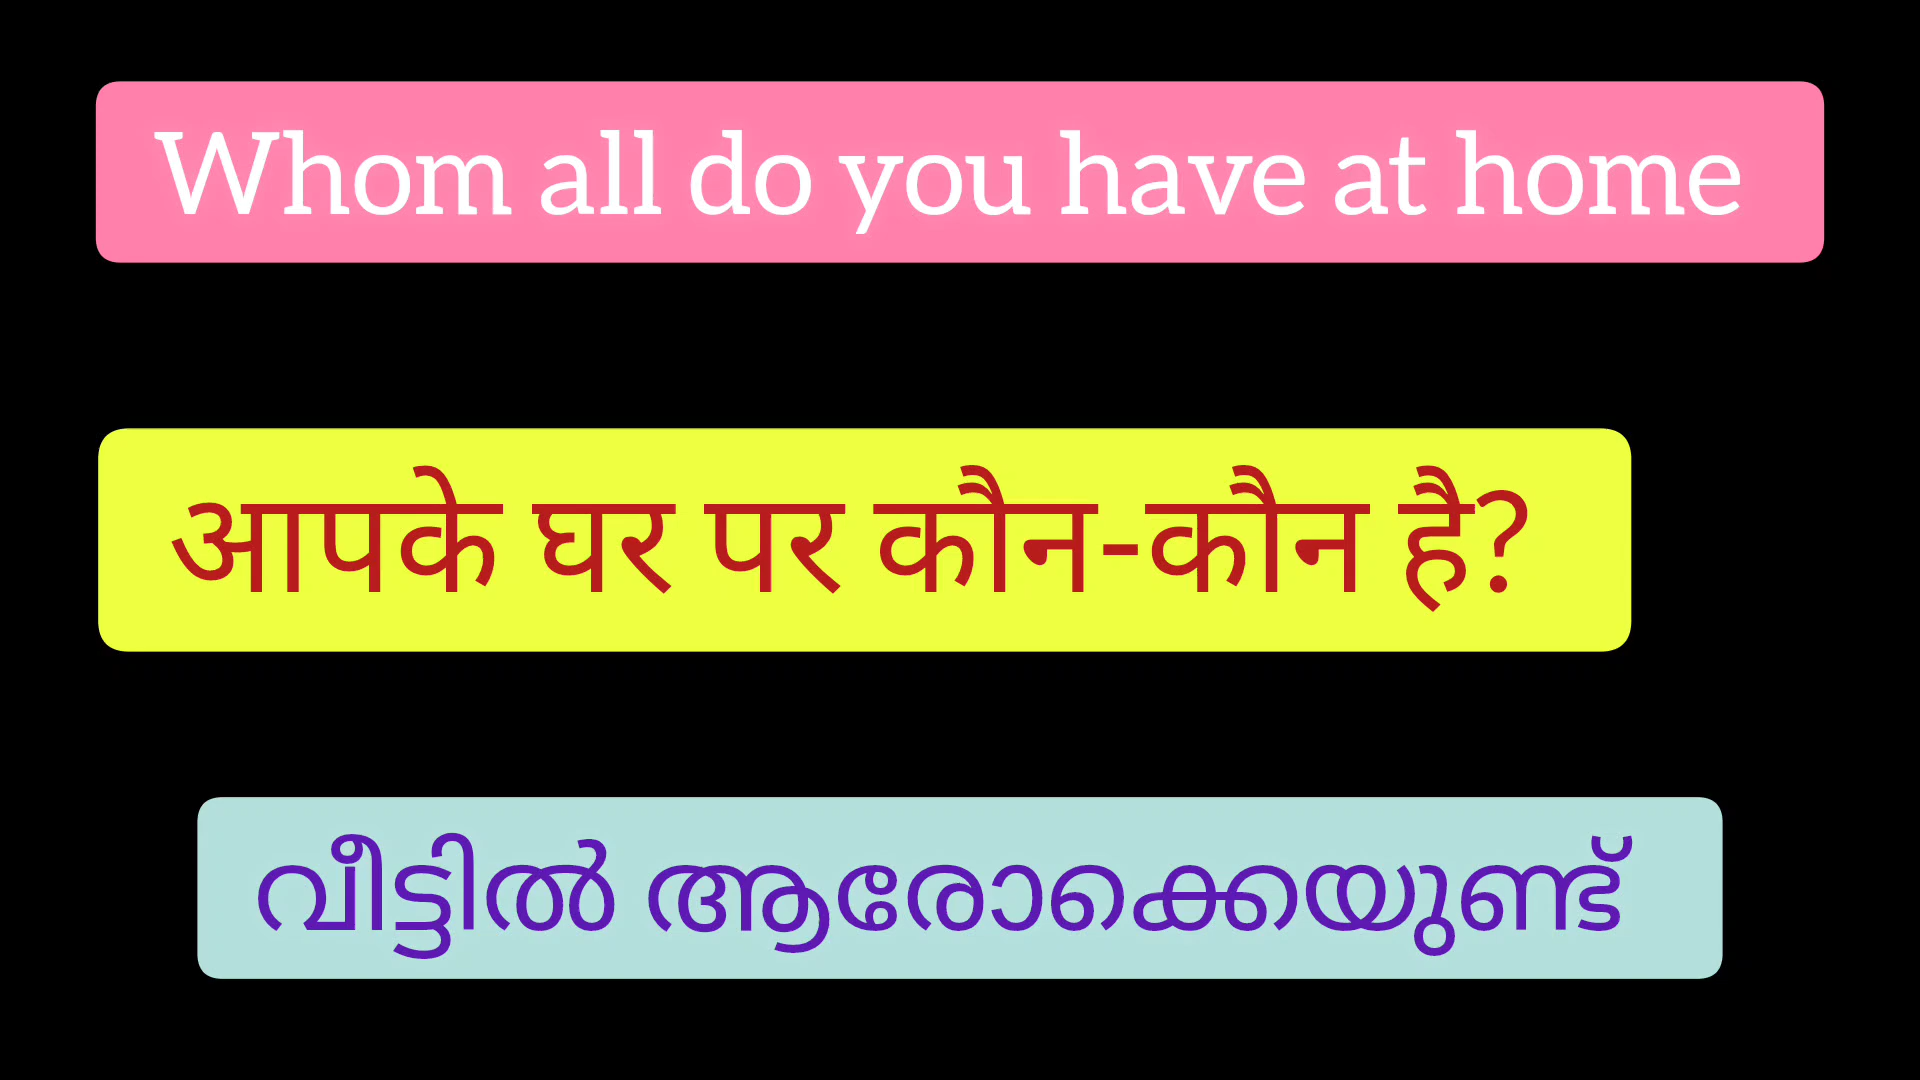 Whom all do you have at home
आपके घर पर कौन-कौन है?
വീട്ടിൽ ആരോക്കെയുണ്ട്